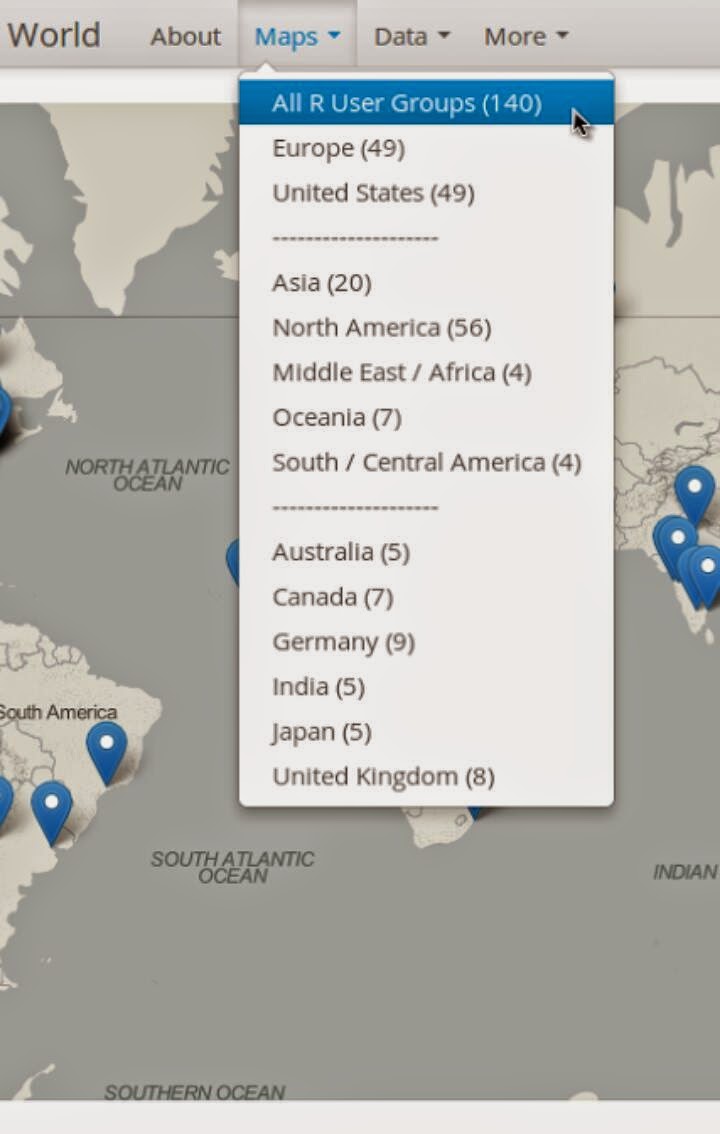 World About Maps Data More
All R User Groups (140)
Europe (49)
United States (49)
--------------------
Asia (20)
North America (56)
Middle East / Africa (4)
Oceania (7)
South / Central America (4)
--------------------
Australia (5)
Canada (7)
Germany (9)
India (5)
Japan (5)
United Kingdom (8)
NORTH ATLANTIC
OCEAN
South America
SOUTH ATLANTIC
OCEAN
INDIAN
SOUTHERN OCEAN